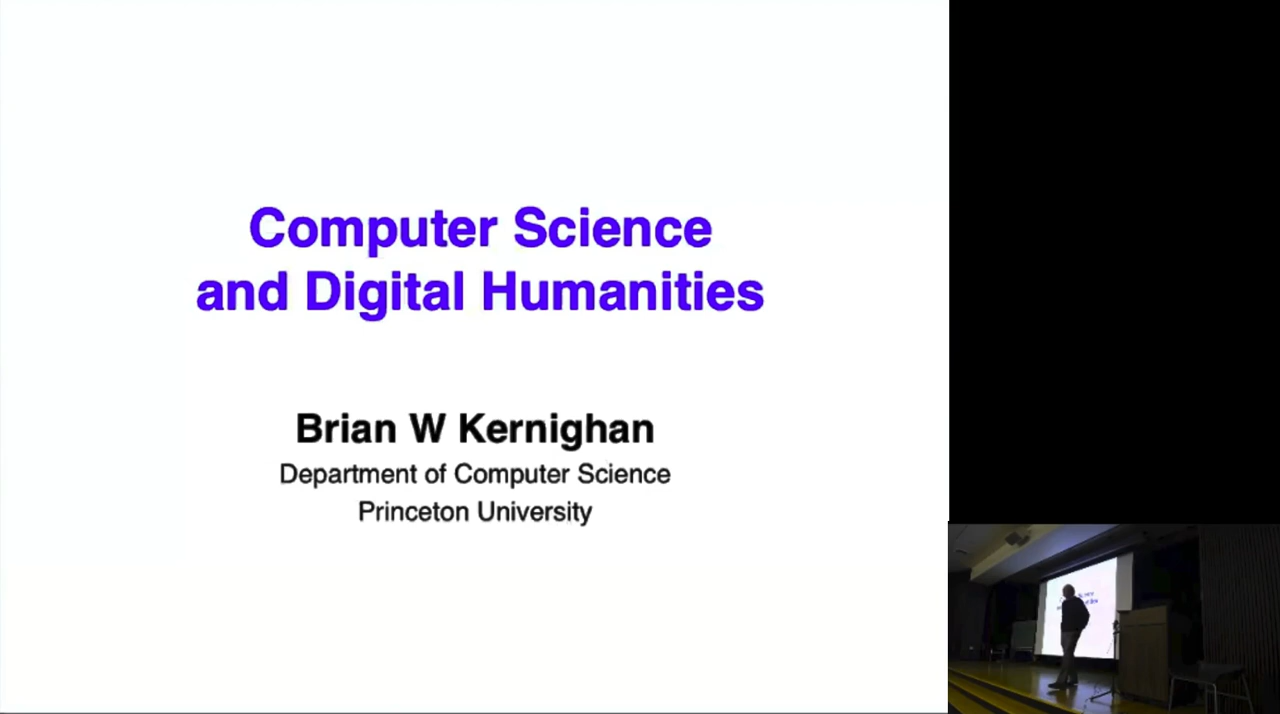 Computer Science
and Digital Humanities
Brian W Kernighan
Department of Computer Science
Princeton University